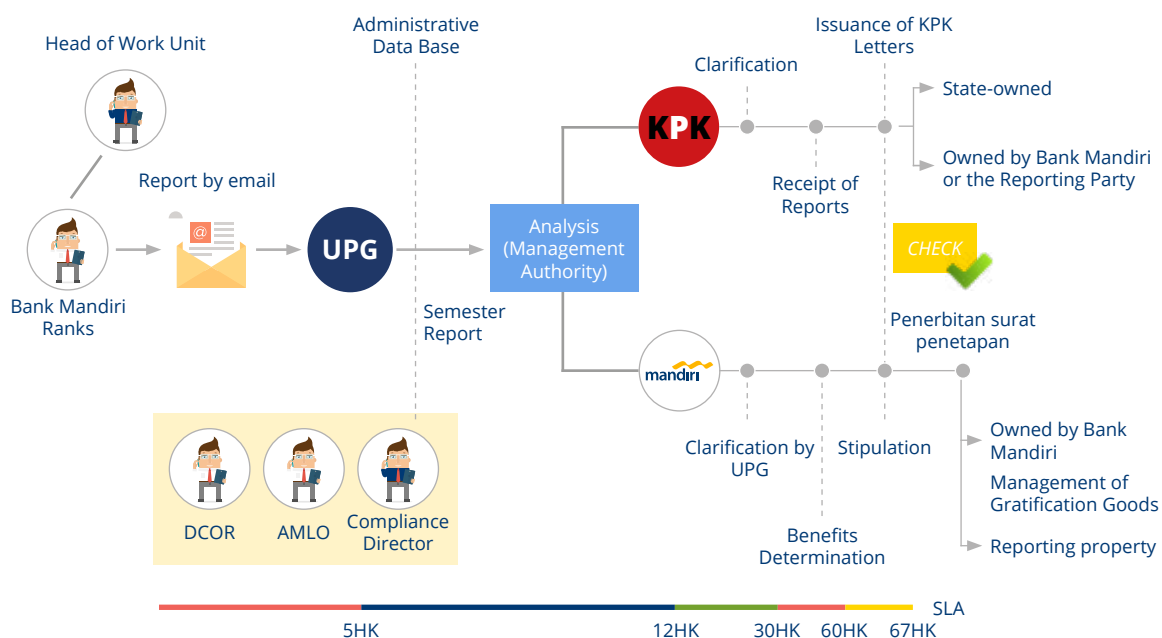 Head of Work Unit
Administrative
Data Base
Issuance of KPK
Letters
Clarification
State-owned
KPK
Report by email
Receipt of
Reports
Owned by Bank Mandiri
or the Reporting Party
@
UPG
Analysis
(Management
Authority)
CHECK
Bank Mandiri
Ranks
Semester
Report
Penerbitan surat
penetapan
mandiri
Clarification by
UPG
Stipulation
Owned by Bank
Mandiri
Management of
Gratification Goods
DCOR
AMLO
Compliance
Director
Benefits
Determination
Reporting property
SLA
5HK
12HK
30HK
60HK
67HK